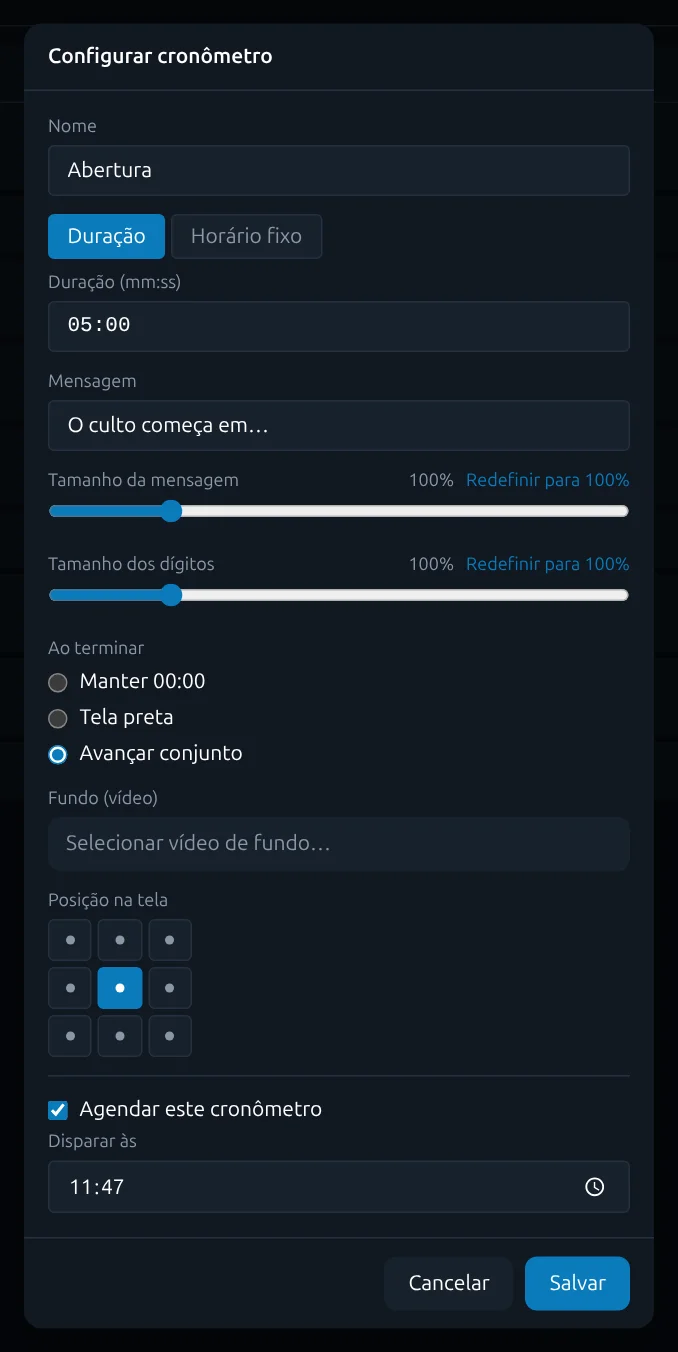 Configurar cronômetro
Nome
Abertura
Duração Horário fixo
Duração (mm:ss)
05:00
Mensagem
O culto começa em…
Tamanho da mensagem 100% Redefinir para 100%
Tamanho dos dígitos 100% Redefinir para 100%
Ao terminar
Manter 00:00
Tela preta
Avançar conjunto
Fundo (vídeo)
Selecionar vídeo de fundo…
Posição na tela
Agendar este cronômetro
Disparar às
11:47
Cancelar Salvar